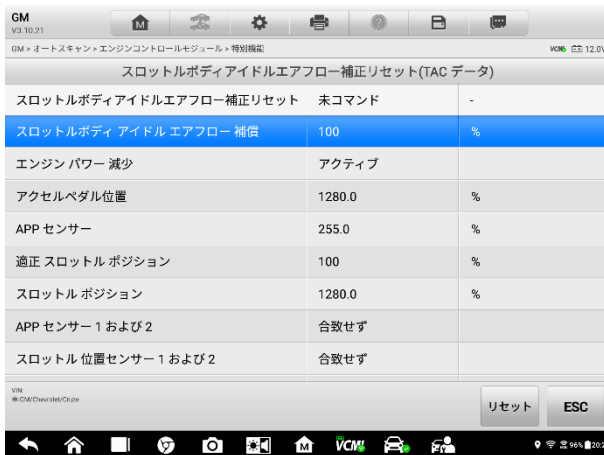 GM
V3.10.21
GM » オートスキャン » エンジンコントロールモジュール » 特別機能
VCMI 12.0V
スロットルボディアイドルエアフロー補正リセット(TAC データ)
スロットルボディアイドルエアフロー補正リセット 未コマンド -
スロットルボディ アイドル エアフロー 補償 100 %
エンジン パワー 減少 アクティブ
アクセルペダル位置 1280.0 %
APP センサー 255.0 %
適正 スロットル ポジション 100 %
スロットル ポジション 1280.0 %
APP センサー 1 および 2 合致せず
スロットル 位置センサー 1 および 2 合致せず
VIN:
車:GM/Chevrolet/Cruze
リセット ESC
VCMI 96%